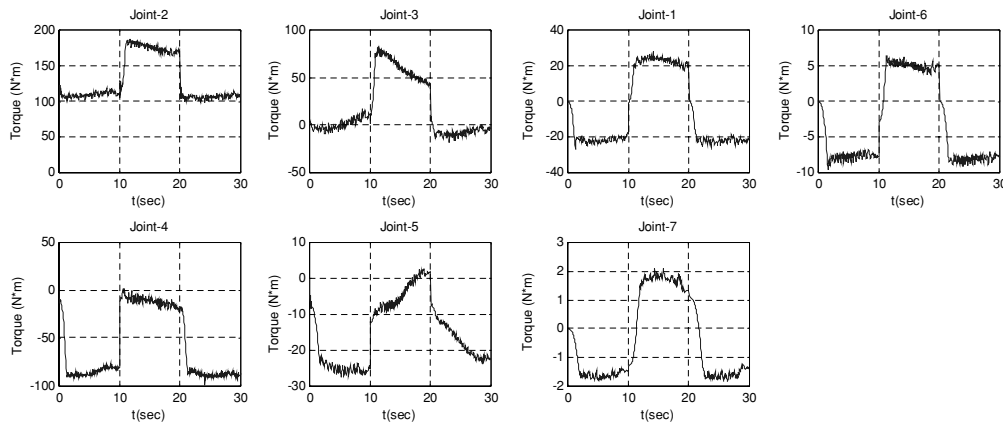 Joint-2
200
150
100
50
0
Torque (N*m)
0 10 20 30
t(sec)
Joint-3
100
50
0
-50
Torque (N*m)
0 10 20 30
t(sec)
Joint-1
40
20
0
-20
-40
Torque (N*m)
0 10 20 30
t(sec)
Joint-6
10
5
0
-5
-10
Torque (N*m)
0 10 20 30
t(sec)
Joint-4
50
0
-50
-100
Torque (N*m)
0 10 20 30
t(sec)
Joint-5
10
0
-10
-20
-30
Torque (N*m)
0 10 20 30
t(sec)
Joint-7
3
2
1
0
-1
-2
Torque (N*m)
0 10 20 30
t(sec)